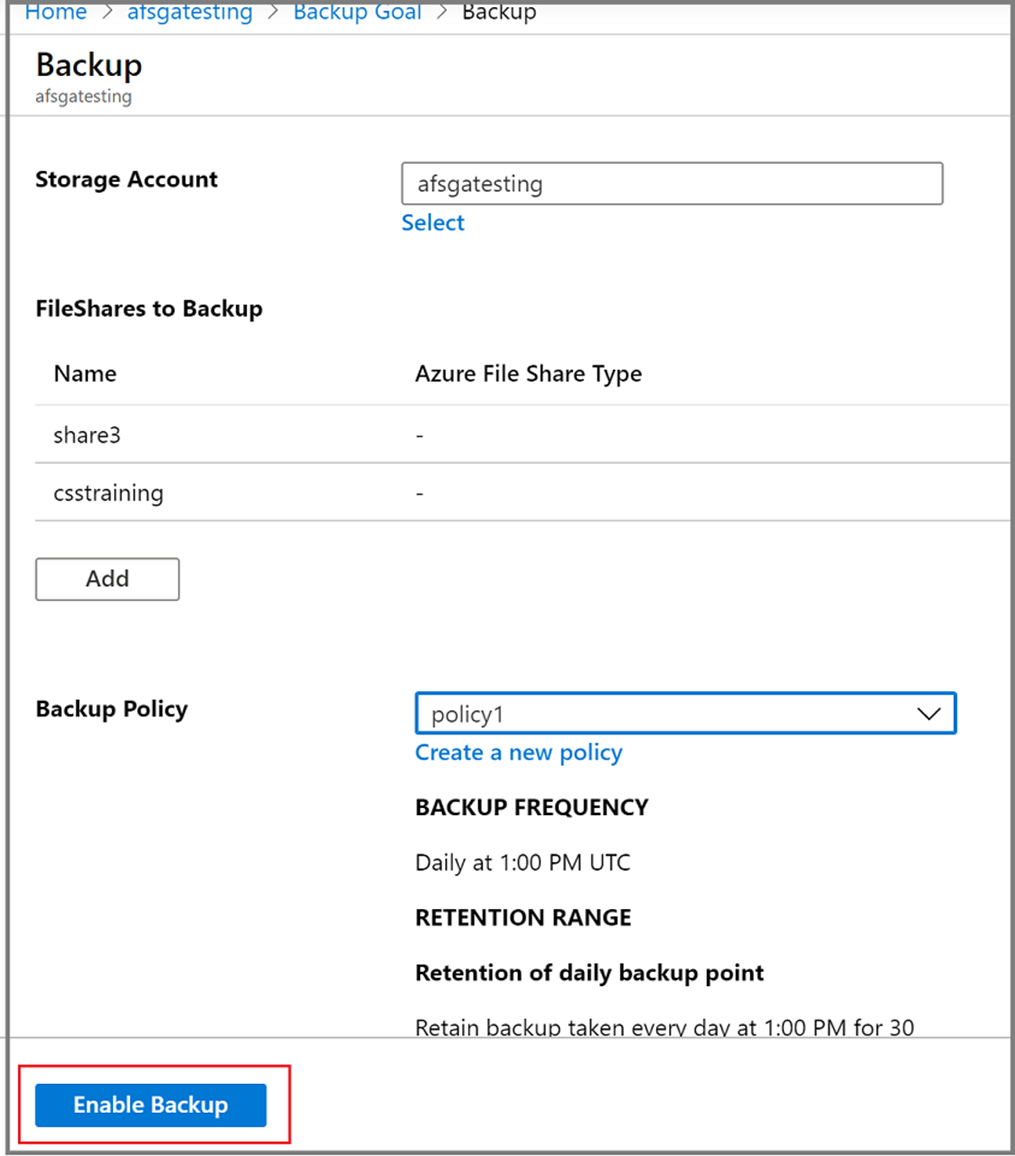 Home > afsgatesting > Backup Goal > Backup
Backup
afsgatesting
Storage Account
afsgatesting
Select
FileShares to Backup
Name Azure File Share Type
share3 -
csstraining -
Add
Backup Policy
policy1
Create a new policy
BACKUP FREQUENCY
Daily at 1:00 PM UTC
RETENTION RANGE
Retention of daily backup point
Retain backup taken every day at 1:00 PM for 30
Enable Backup